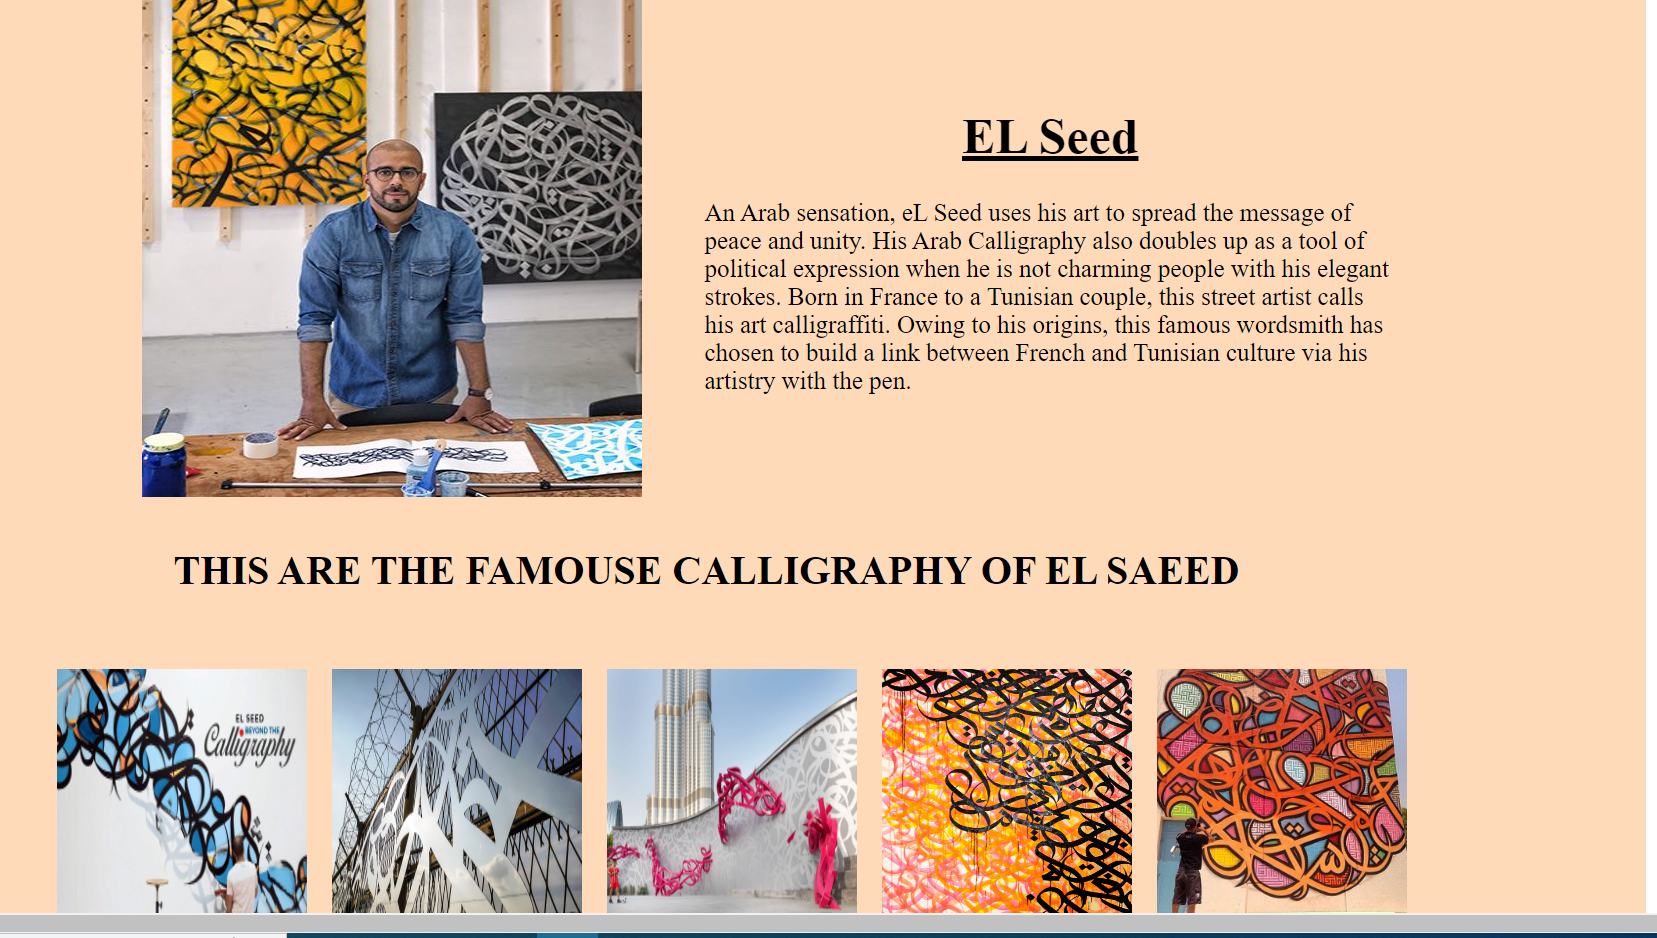 EL Seed
An Arab sensation, eL Seed uses his art to spread the message of
peace and unity. His Arab Calligraphy also doubles up as a tool of
political expression when he is not charming people with his elegant
strokes. Born in France to a Tunisian couple, this street artist calls
his art calligraffiti. Owing to his origins, this famous wordsmith has
chosen to build a link between French and Tunisian culture via his
artistry with the pen.
THIS ARE THE FAMOUSE CALLIGRAPHY OF EL SAEED
EL SEED
BEYOND THE
Calligraphy